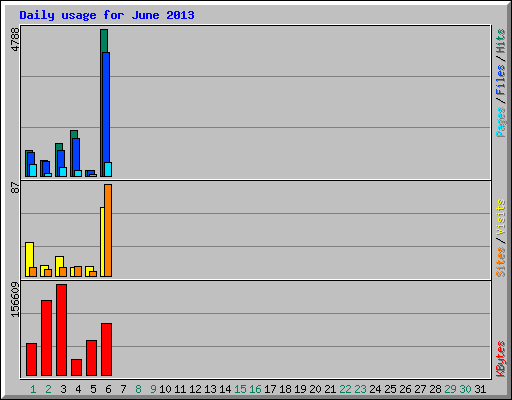 Daily usage for June 2013
4788
87
156609
Pages/Files/Hits
Sites/Visits
KBytes
1 2 3 4 5 6 7 8 9 10 11 12 13 14 15 16 17 18 19 20 21 22 23 24 25 26 27 28 29 30 31